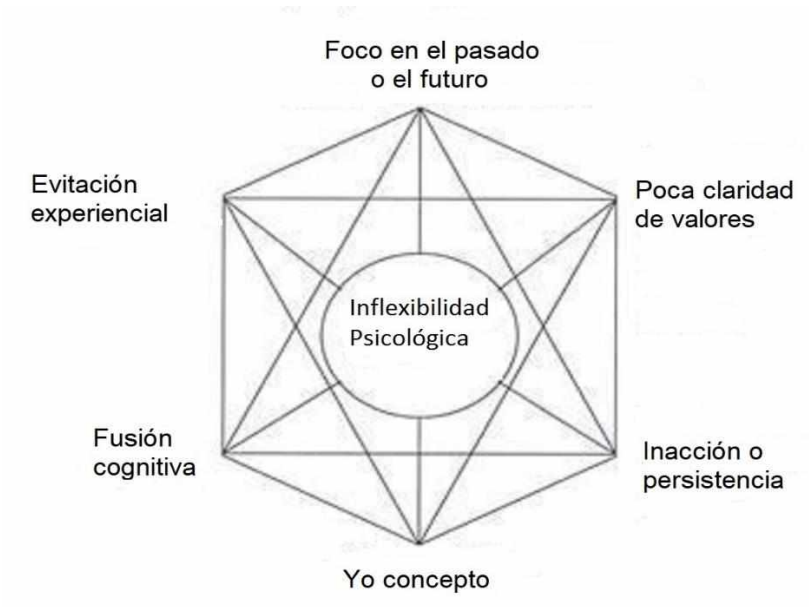 Foco en el pasado
o el futuro
Evitación
experiencial
Poca claridad
de valores
Inflexibilidad
Psicológica
Fusión
cognitiva
Inacción o
persistencia
Yo concepto